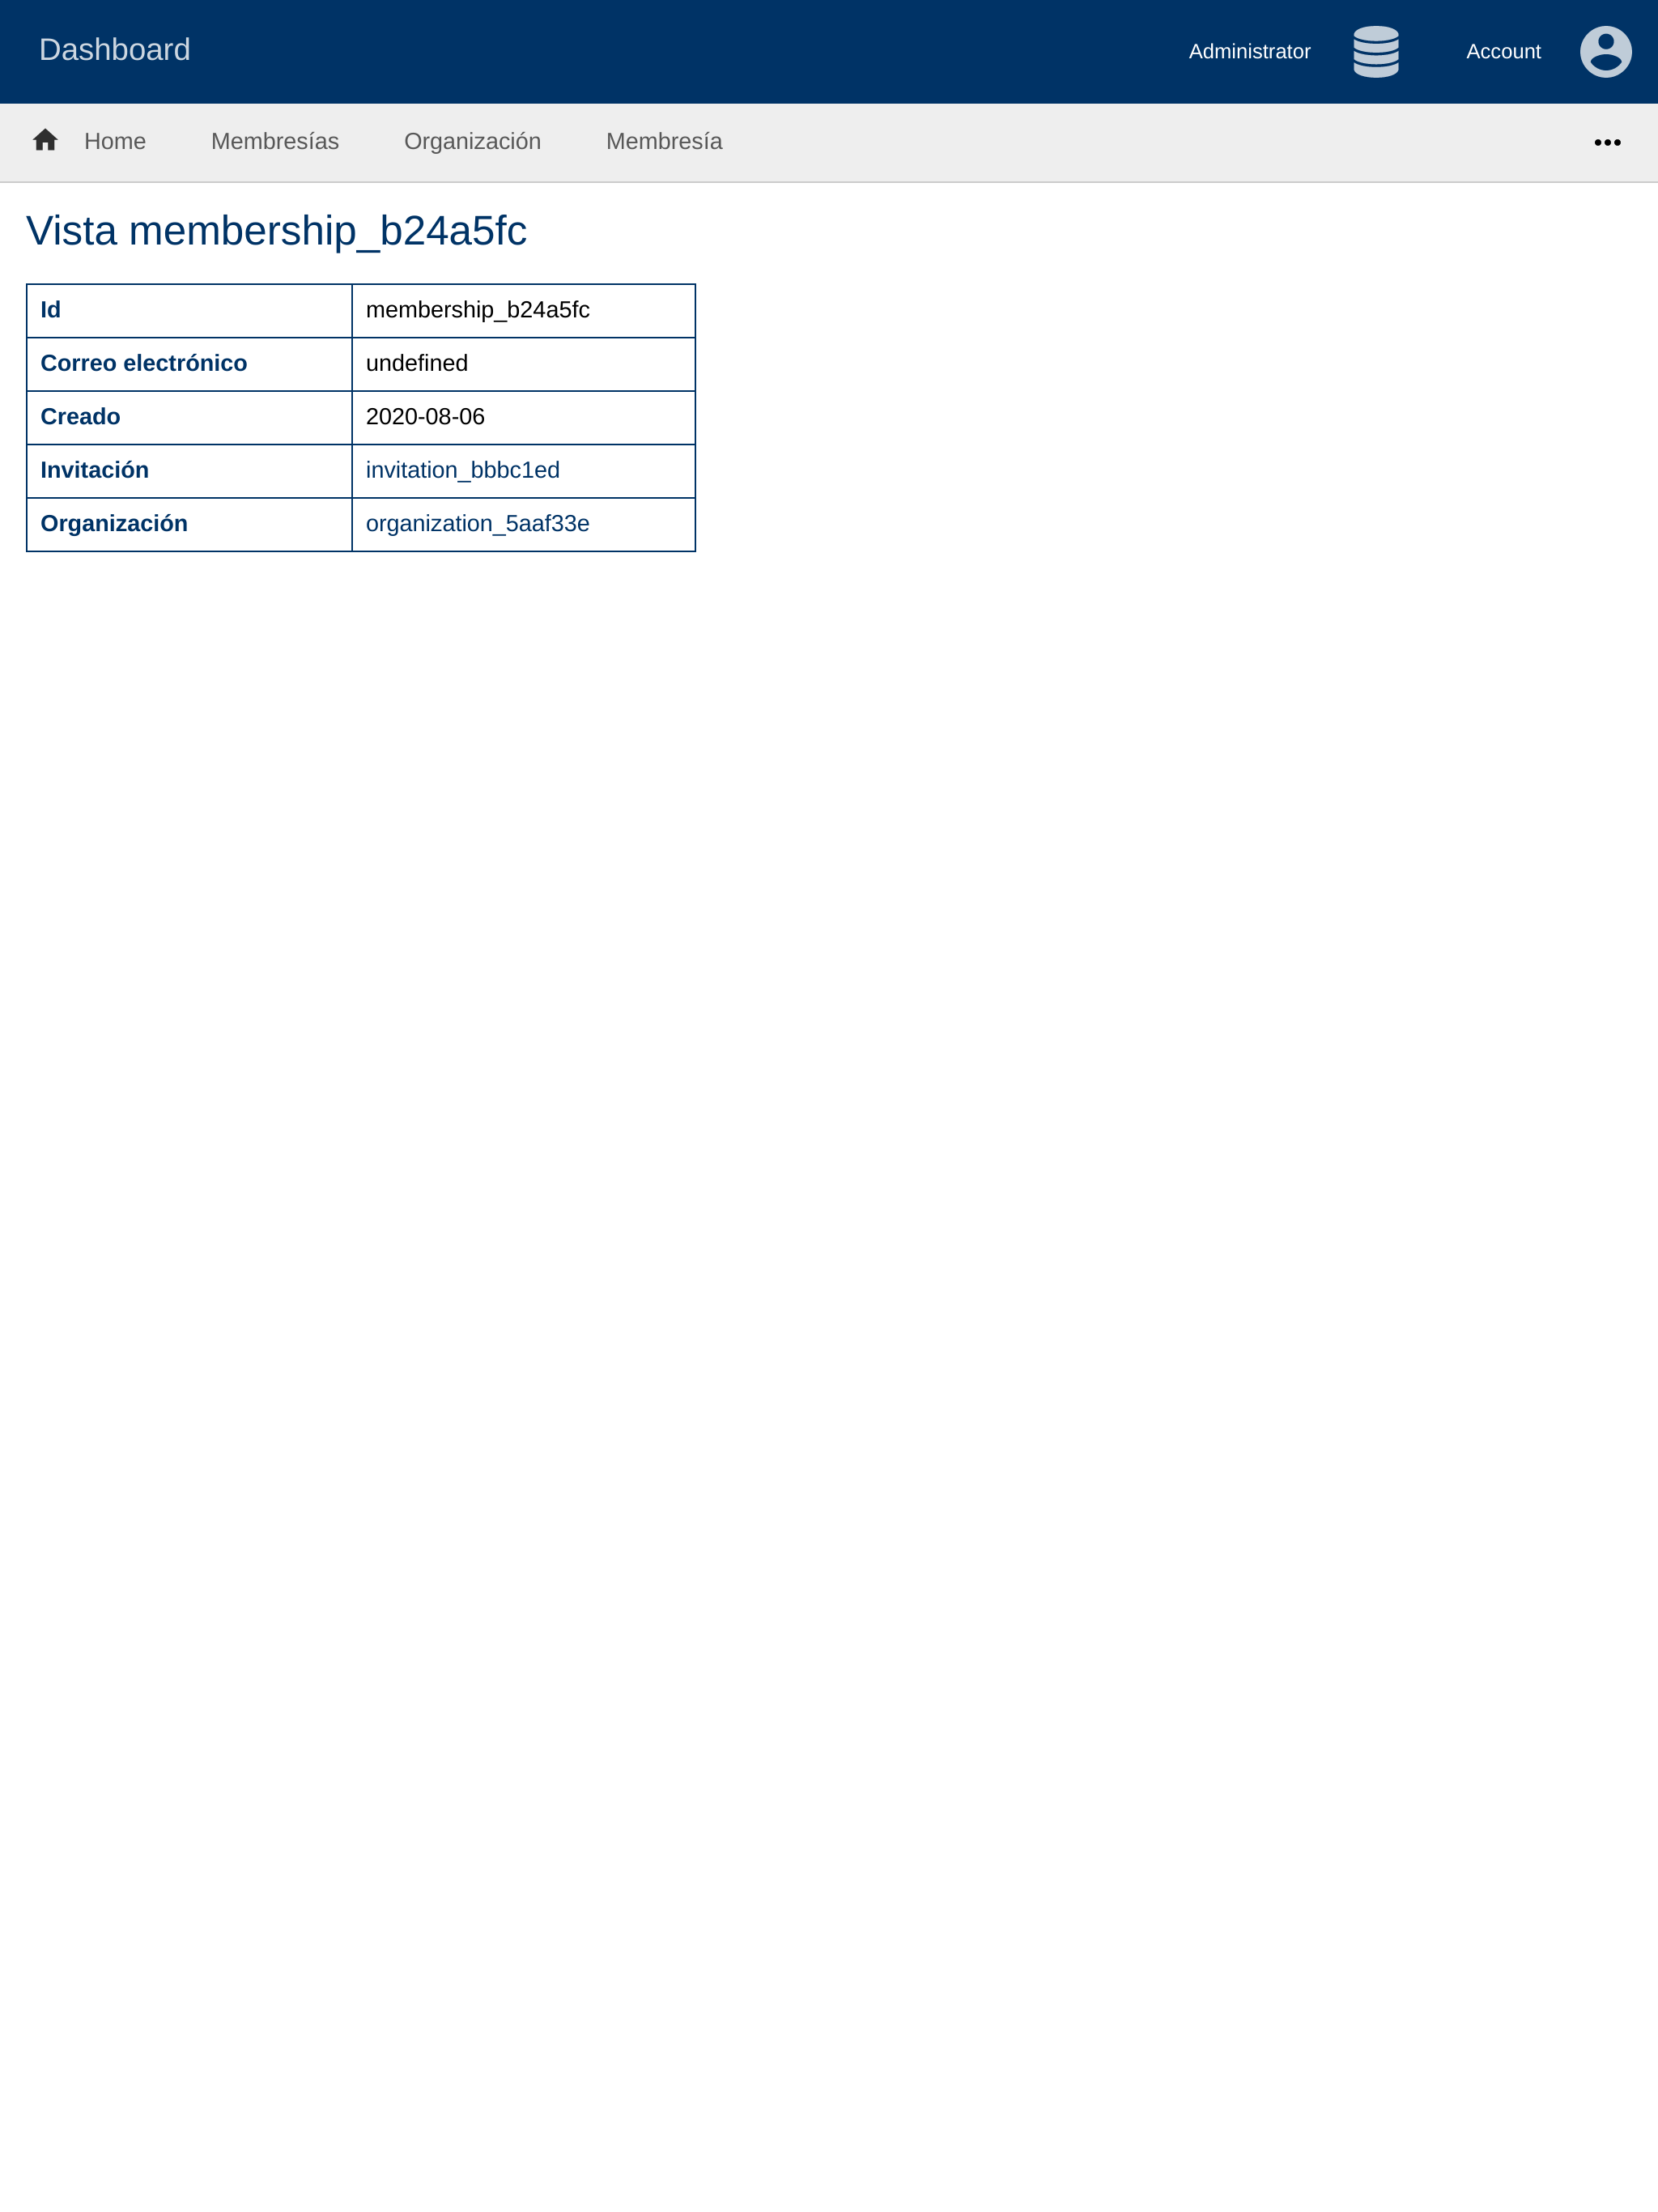 Dashboard Administrator Account
Home Membresías Organización Membresía
Vista membership_b24a5fc
Id membership_b24a5fc
Correo electrónico undefined
Creado 2020-08-06
Invitación invitation_bbbc1ed
Organización organization_5aaf33e